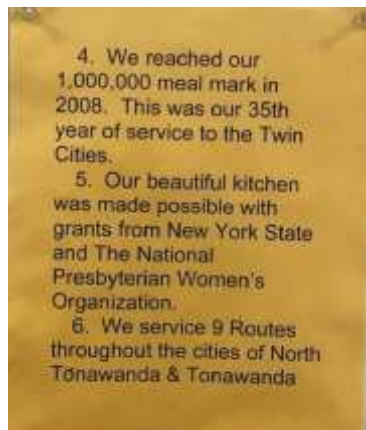 4. We reached our
1,000,000 meal mark in
2008. This was our 35th
year of service to the Twin
Cities.
5. Our beautiful kitchen
was made possible with
grants from New York State
and The National
Presbyterian Women's
Organization.
6. We service 9 Routes
throughout the cities of North
Tonawanda & Tonawanda